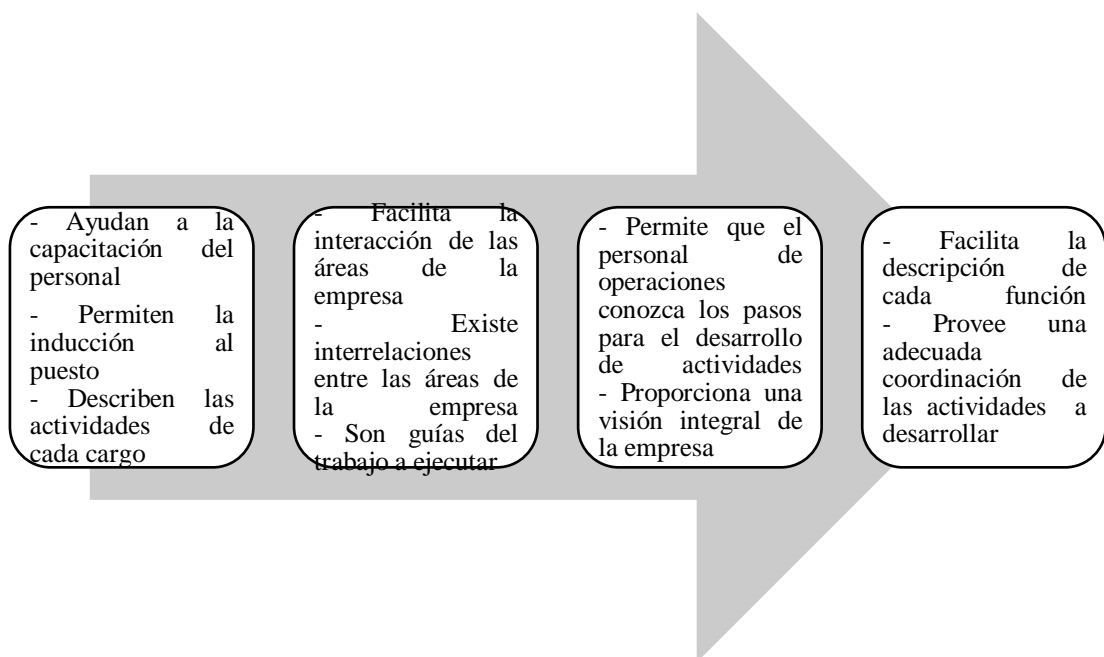 - Ayudan a la
capacitación del
personal
- Permiten la
inducción al
puesto
- Describen las
actividades de
cada cargo
- Facilita la
interacción de las
áreas de la
empresa
- Existe
interrelaciones
entre las áreas de
la empresa
- Son guías del
trabajo a ejecutar
- Permite que el
personal de
operaciones
conozca los pasos
para el desarrollo
de actividades
- Proporciona una
visión integral de
la empresa
- Facilita la
descripción de
cada función
- Provee una
adecuada
coordinación de
las actividades a
desarrollar